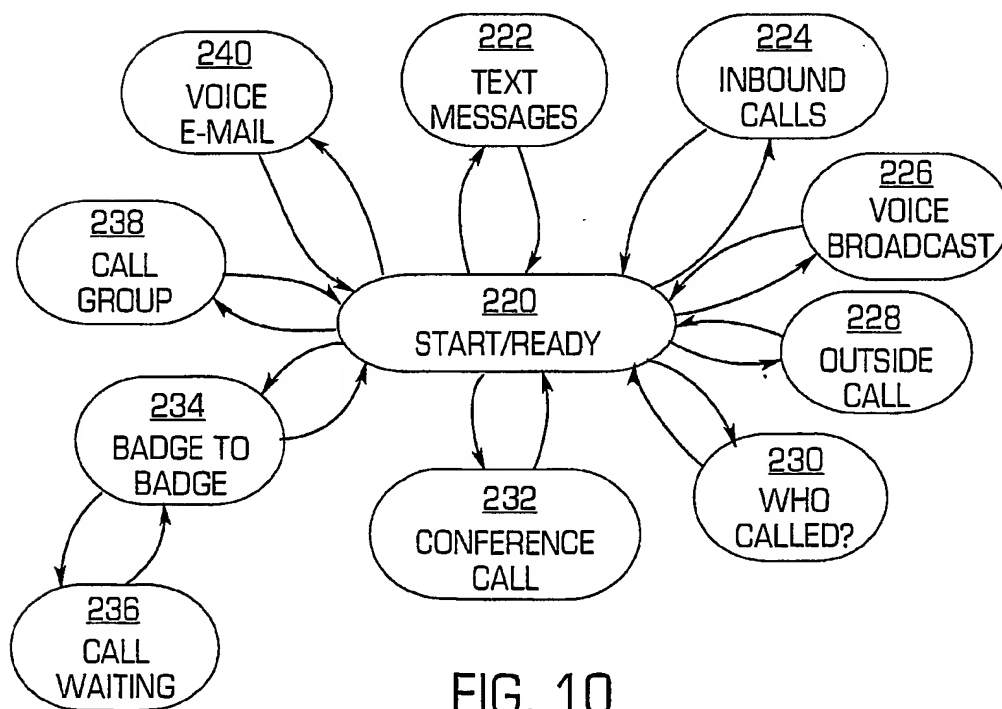 240
VOICE
E-MAIL
222
TEXT
MESSAGES
224
INBOUND
CALLS
226
VOICE
BROADCAST
238
CALL
GROUP
220
START/READY
228
OUTSIDE
CALL
234
BADGE TO
BADGE
232
CONFERENCE
CALL
230
WHO
CALLED?
236
CALL
WAITING
FIG. 10